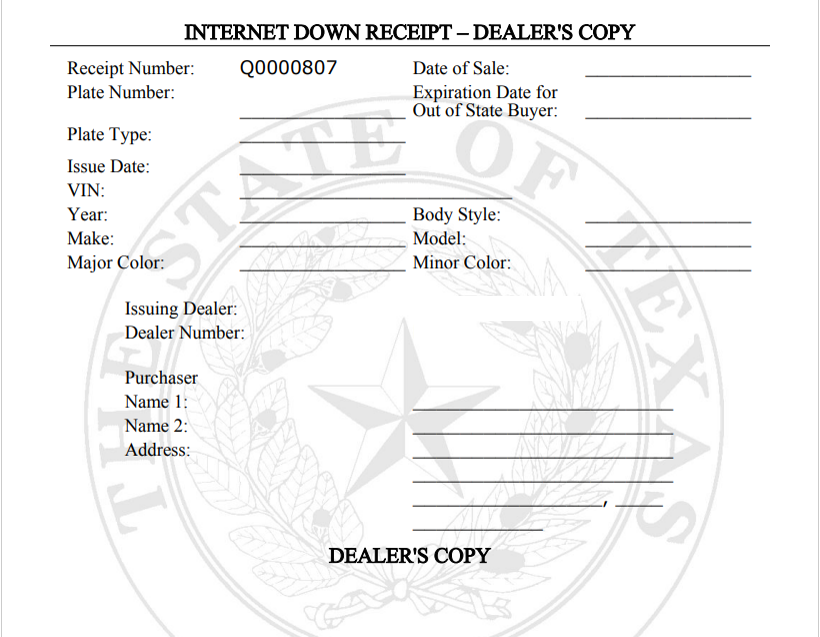 INTERNET DOWN RECEIPT – DEALER'S COPY
Receipt Number: Q0000807 Date of Sale:
Plate Number: Expiration Date for
Out of State Buyer:
Plate Type:
Issue Date:
VIN:
Year: Body Style:
Make: Model:
Major Color: Minor Color:
Issuing Dealer:
Dealer Number:
Purchaser
Name 1:
Name 2:
Address:
,
DEALER'S COPY
THE STATE OF TEXAS